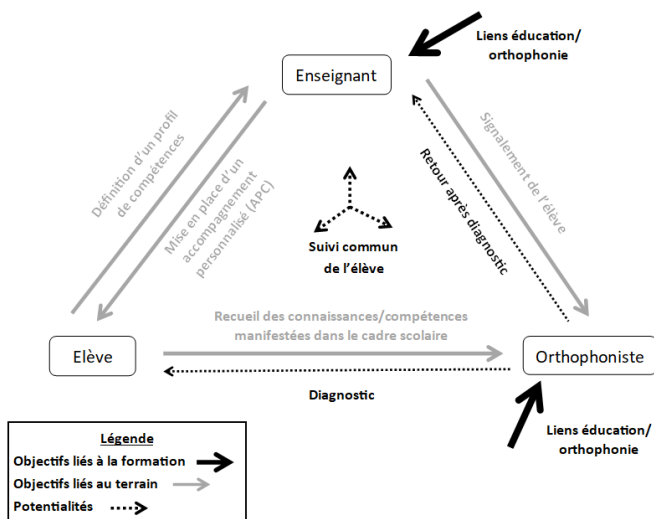 Liens éducation/
orthophonie
Enseignant
Définition d'un profil
de compétences
Mise en place d'un
accompagnement
personnalisé (APC)
Signalement de l'élève
Retour après diagnostic
Suivi commun
de l'élève
Recueil des connaissances/compétences
manifestées dans le cadre scolaire
Elève
Orthophoniste
Diagnostic
Liens éducation/
orthophonie
Légende
Objectifs liés à la formation
Objectifs liés au terrain
Potentialités